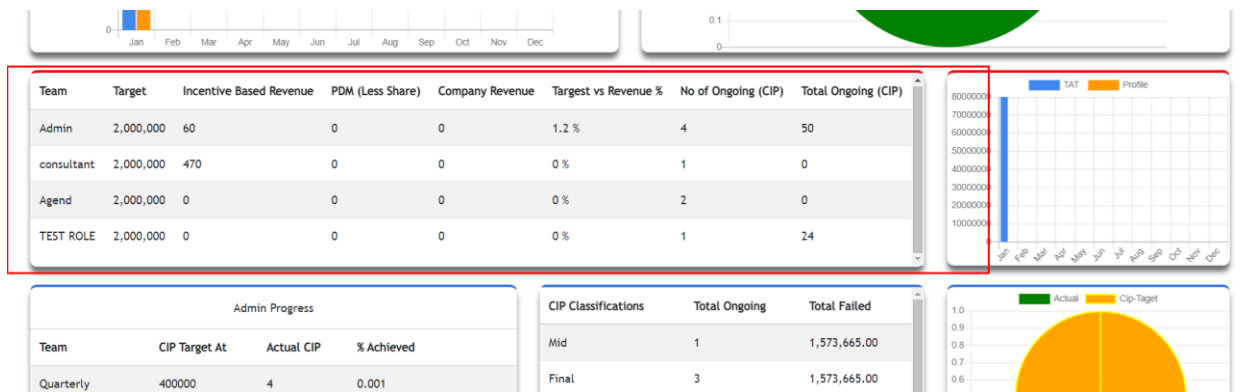 0
Jan Feb Mar Apr May Jun Jul Aug Sep Oct Nov Dec
0.1
0
Team Target Incentive Based Revenue PDM (Less Share) Company Revenue Targest vs Revenue % No of Ongoing (CIP) Total Ongoing (CIP)
Admin 2,000,000 60 0 0 1.2 % 4 50
consultant 2,000,000 470 0 0 0 % 1 0
Agend 2,000,000 0 0 0 0 % 2 0
TEST ROLE 2,000,000 0 0 0 0 % 1 24
TAT Profile
80000000
70000000
60000000
50000000
40000000
30000000
20000000
10000000
0
Jan Feb Mar Apr May Jun Jul Aug Sep Oct Nov Dec
Admin Progress
Team CIP Target At Actual CIP % Achieved
Quarterly 400000 4 0.001
CIP Classifications Total Ongoing Total Failed
Mid 1 1,573,665.00
Final 3 1,573,665.00
Actual Cip-Taget
1.0
0.9
0.8
0.7
0.6